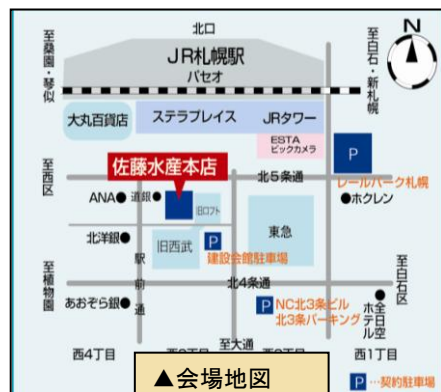 北口
N
至桑園・琴似
JR札幌駅
パセオ
至白石・新札幌
大丸百貨店
ステラプレイス
JRタワー
ESTA
ビックカメラ
P
佐藤水産本店
至西区
北5条通
レールパーク札幌
ANA●
道銀●
旧ロフト
●ホクレン
北洋銀●
旧西武
P
建設会館駐車場
東急
至植物園
駅前通
北4条通
至白石区
あおぞら銀●
P
NC北3条ビル
北3条パーキング
●全日空ホテル
至大通
西4丁目
西1丁目
▲会場地図
P…契約駐車場